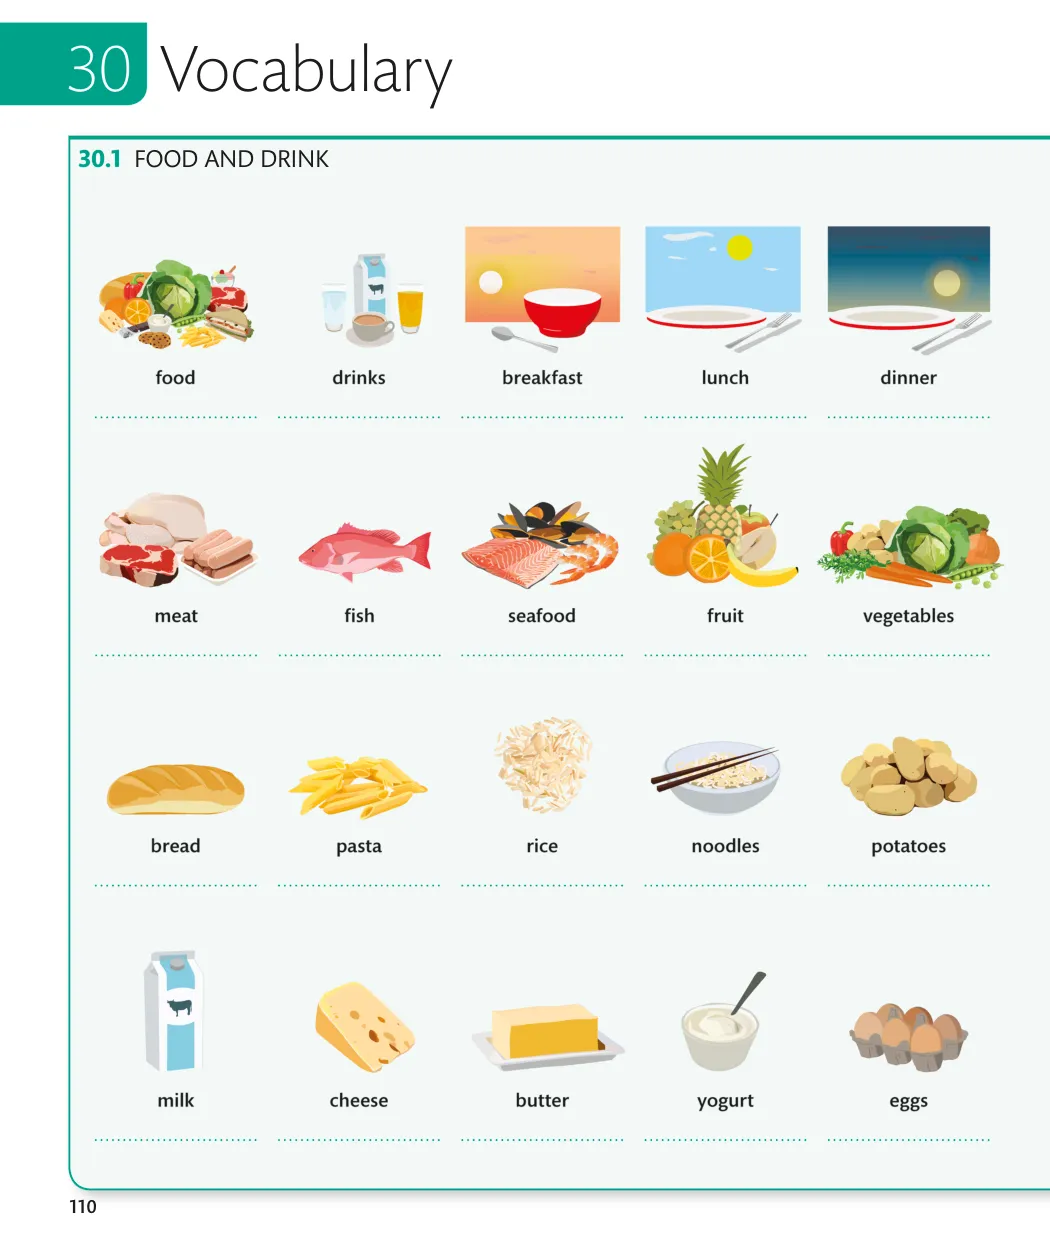 30 Vocabulary
30.1 FOOD AND DRINK
food drinks breakfast lunch dinner
meat fish seafood fruit vegetables
bread pasta rice noodles potatoes
milk cheese butter yogurt eggs
110